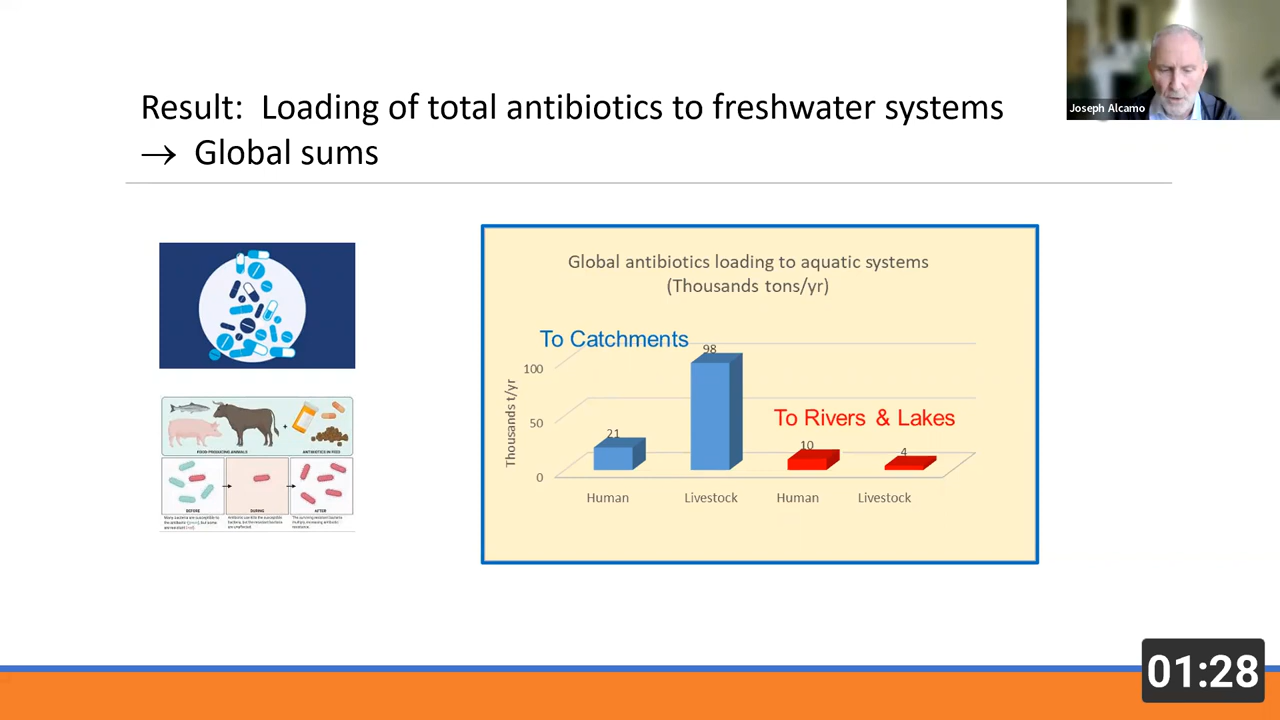 Joseph Alcamo
Result: Loading of total antibiotics to freshwater systems
→ Global sums
Global antibiotics loading to aquatic systems
(Thousands tons/yr)
To Catchments
98
100
Thousands t/yr
To Rivers & Lakes
50
21
10
4
0
Human Livestock Human Livestock
FOOD-PRODUCING ANIMALS ANTIBIOTICS IN FEED
BEFORE DURING AFTER
01:28